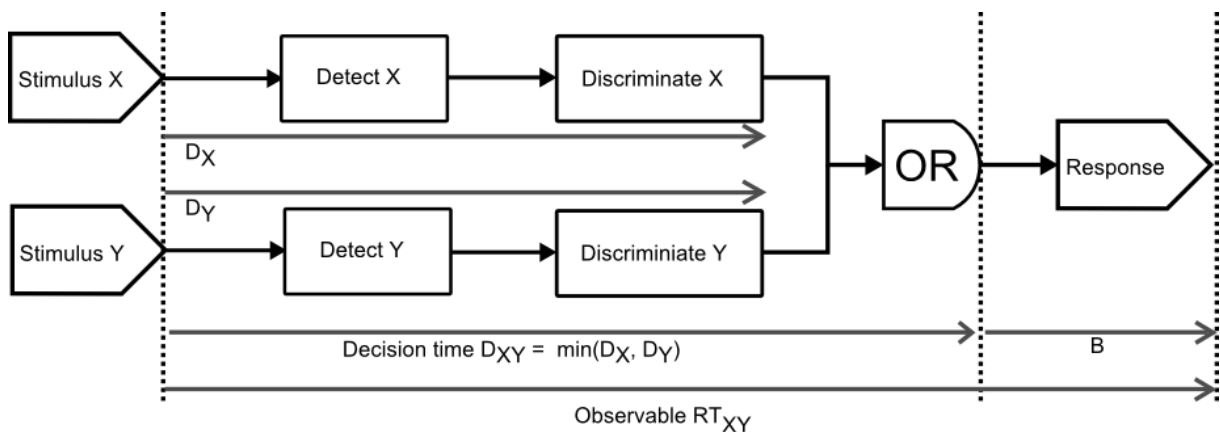 Stimulus X
Detect X
Discriminate X
DX
OR
Response
DY
Stimulus Y
Detect Y
Discriminiate Y
Decision time DXY = min(DX, DY)
B
Observable RTXY